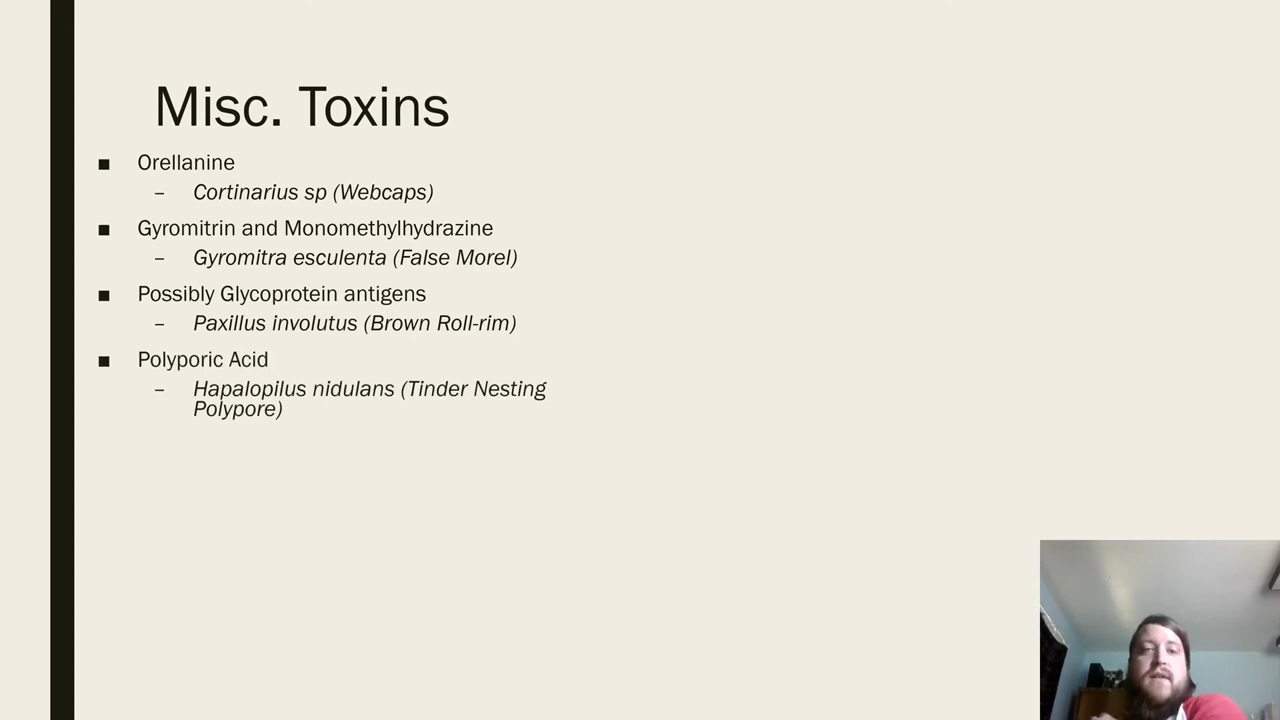 Misc. Toxins
■ Orellanine
– Cortinarius sp (Webcaps)
■ Gyromitrin and Monomethylhydrazine
– Gyromitra esculenta (False Morel)
■ Possibly Glycoprotein antigens
– Paxillus involutus (Brown Roll-rim)
■ Polyporic Acid
– Hapalopilus nidulans (Tinder Nesting
Polypore)